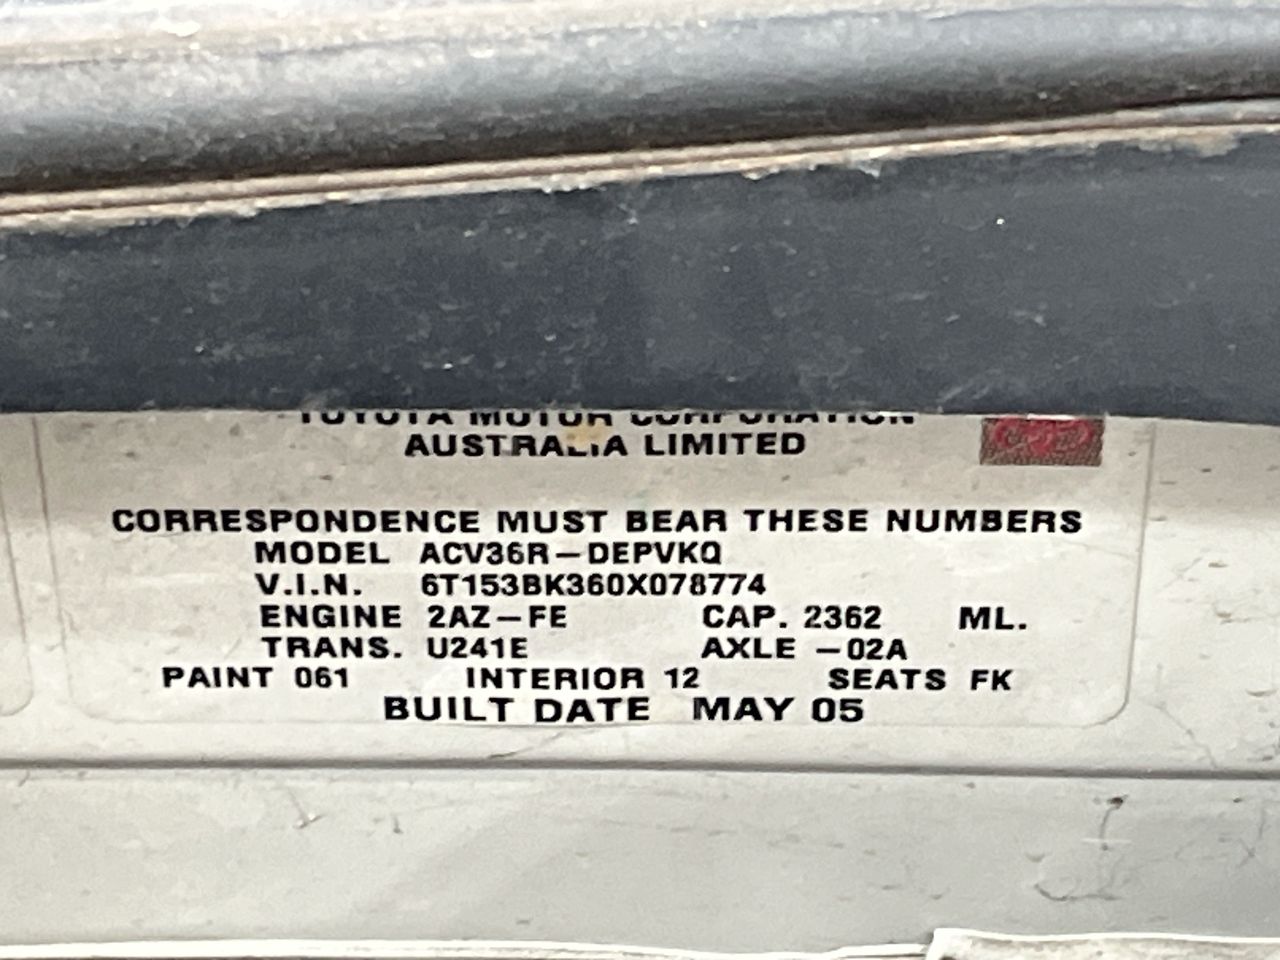 TOYOTA MOTOR CORPORATION
AUSTRALIA LIMITED
CORRESPONDENCE MUST BEAR THESE NUMBERS
MODEL ACV36R-DEPVKQ
V.I.N. 6T153BK360X078774
ENGINE 2AZ-FE CAP. 2362 ML.
TRANS. U241E AXLE -02A
PAINT 061 INTERIOR 12 SEATS FK
BUILT DATE MAY 05